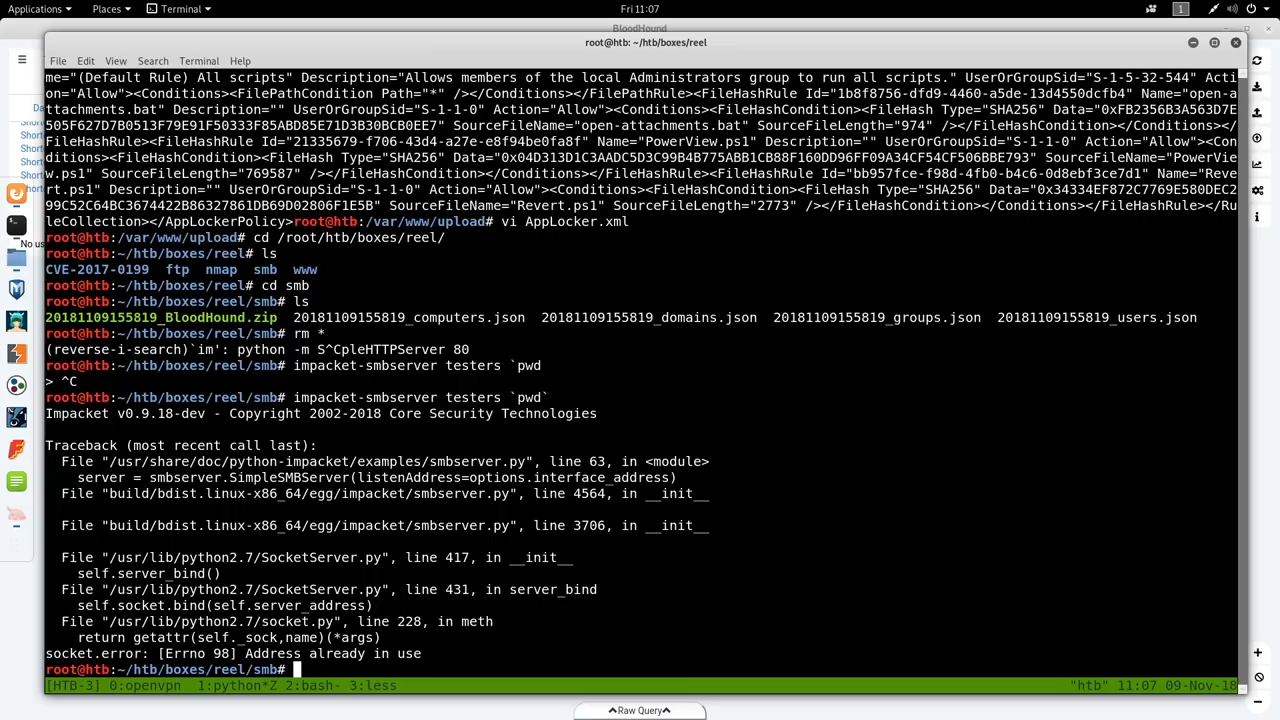 Applications Places Terminal Fri 11:07 1
BloodHound
root@htb: ~/htb/boxes/reel
File Edit View Search Terminal Help
me="(Default Rule) All scripts" Description="Allows members of the local Administrators group to run all scripts." UserOrGroupSid="S-1-5-32-544" Acti
on="Allow"><Conditions><FilePathCondition Path="*" /></Conditions></FilePathRule><FileHashRule Id="1b8f8756-dfd9-4460-a5de-13d4550dcfb4" Name="open-a
ttachments.bat" Description="" UserOrGroupSid="S-1-1-0" Action="Allow"><Conditions><FileHashCondition><FileHash Type="SHA256" Data="0xFB2356B3A563D7E
505F627D7B0513F79E91F50333F85ABD85E71D3B30BCB0EE7" SourceFileName="open-attachments.bat" SourceFileLength="974" /></FileHashCondition></Conditions></
FileHashRule><FileHashRule Id="21335679-f706-43d4-a27e-e8f94be0fa8f" Name="PowerView.ps1" Description="" UserOrGroupSid="S-1-1-0" Action="Allow"><Con
ditions><FileHashCondition><FileHash Type="SHA256" Data="0x04D313D1C3AADC5D3C99B4B775ABB1CB88F160DD96FF09A34CF54CF506BBE793" SourceFileName="PowerVie
w.ps1" SourceFileLength="769587" /></FileHashCondition></Conditions></FileHashRule><FileHashRule Id="bb957fce-f98d-4fb0-b4c6-0d8ebf3ce7d1" Name="Reve
rt.ps1" Description="" UserOrGroupSid="S-1-1-0" Action="Allow"><Conditions><FileHashCondition><FileHash Type="SHA256" Data="0x34334EF872C7769E580DEC2
99C52C64BC3674422B86327861DB69D02806F1E5B" SourceFileName="Revert.ps1" SourceFileLength="2773" /></FileHashCondition></Conditions></FileHashRule></Ru
leCollection></AppLockerPolicy>root@htb:/var/www/upload# vi AppLocker.xml
root@htb:/var/www/upload# cd /root/htb/boxes/reel/
root@htb:~/htb/boxes/reel# ls
CVE-2017-0199 ftp nmap smb www
root@htb:~/htb/boxes/reel# cd smb
root@htb:~/htb/boxes/reel/smb# ls
20181109155819_BloodHound.zip 20181109155819_computers.json 20181109155819_domains.json 20181109155819_groups.json 20181109155819_users.json
root@htb:~/htb/boxes/reel/smb# rm *
(reverse-i-search)`im': python -m S^CpleHTTPServer 80
root@htb:~/htb/boxes/reel/smb# impacket-smbserver testers `pwd
> ^C
root@htb:~/htb/boxes/reel/smb# impacket-smbserver testers `pwd`
Impacket v0.9.18-dev - Copyright 2002-2018 Core Security Technologies
Traceback (most recent call last):
File "/usr/share/doc/python-impacket/examples/smbserver.py", line 63, in <module>
server = smbserver.SimpleSMBServer(listenAddress=options.interface_address)
File "build/bdist.linux-x86_64/egg/impacket/smbserver.py", line 4564, in __init__
File "build/bdist.linux-x86_64/egg/impacket/smbserver.py", line 3706, in __init__
File "/usr/lib/python2.7/SocketServer.py", line 417, in __init__
self.server_bind()
File "/usr/lib/python2.7/SocketServer.py", line 431, in server_bind
self.socket.bind(self.server_address)
File "/usr/lib/python2.7/socket.py", line 228, in meth
return getattr(self._sock,name)(*args)
socket.error: [Errno 98] Address already in use
root@htb:~/htb/boxes/reel/smb#
[HTB-3] 0:openvpn 1:python*Z 2:bash- 3:less "htb" 11:07 09-Nov-18
Da
Short
Short
Short
Short
Short
No us
Raw Query